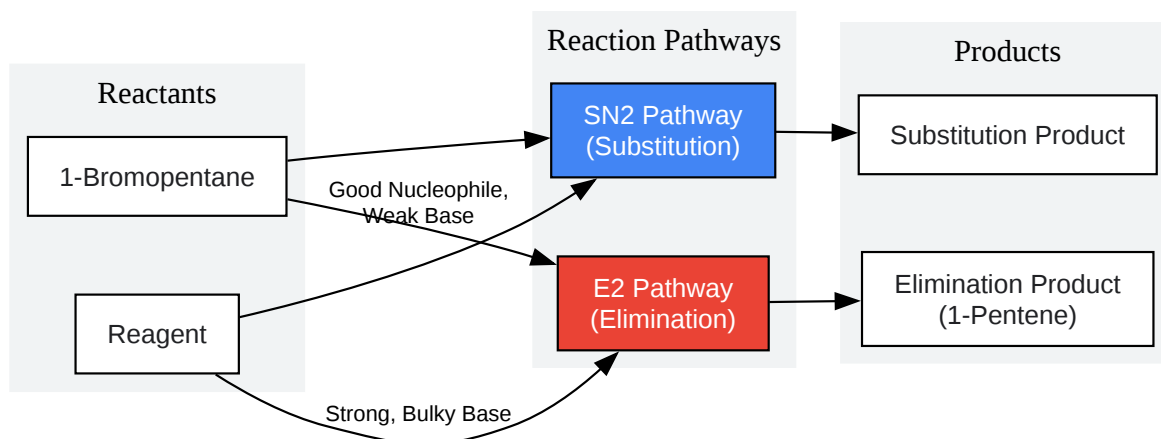 Reactants
1-Bromopentane
Reagent
Good Nucleophile,
Weak Base
Strong, Bulky Base
Reaction Pathways
SN2 Pathway
(Substitution)
E2 Pathway
(Elimination)
Products
Substitution Product
Elimination Product
(1-Pentene)